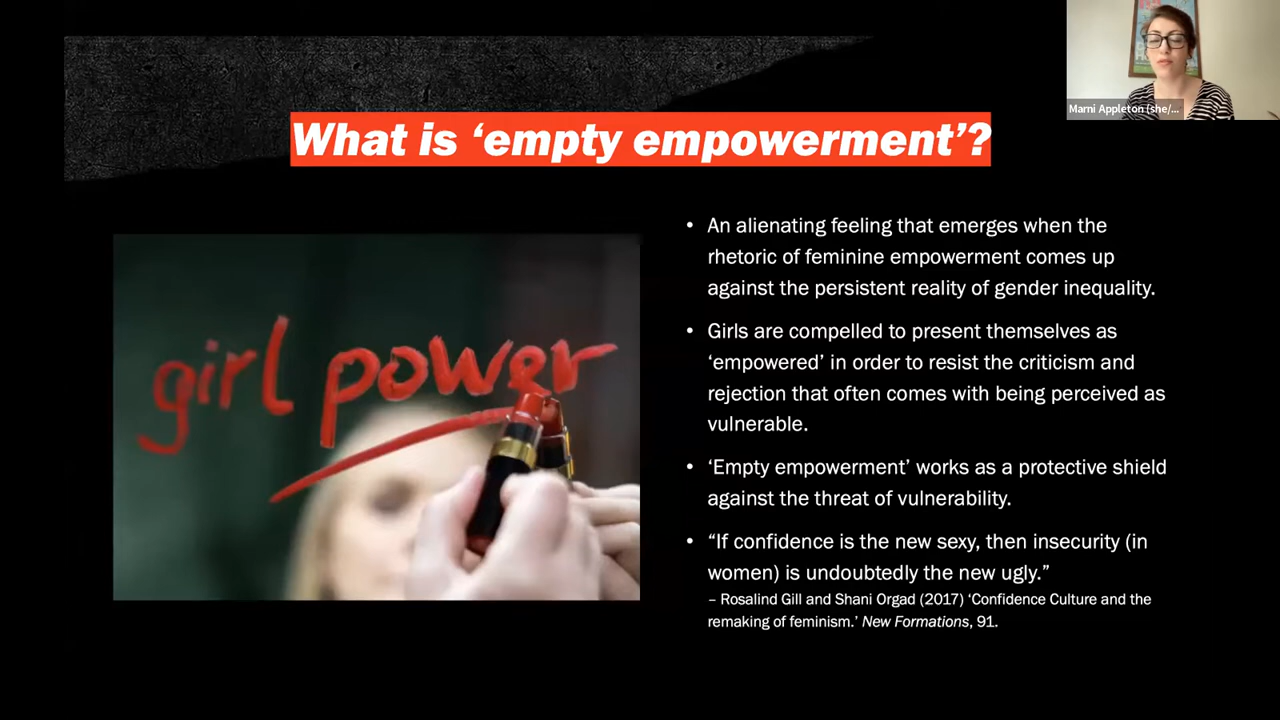 Marni Appleton (she/...
What is ‘empty empowerment’?
girl power
• An alienating feeling that emerges when the
rhetoric of feminine empowerment comes up
against the persistent reality of gender inequality.
• Girls are compelled to present themselves as
‘empowered’ in order to resist the criticism and
rejection that often comes with being perceived as
vulnerable.
• ‘Empty empowerment’ works as a protective shield
against the threat of vulnerability.
• “If confidence is the new sexy, then insecurity (in
women) is undoubtedly the new ugly.”
– Rosalind Gill and Shani Orgad (2017) ‘Confidence Culture and the
remaking of feminism.’ New Formations, 91.